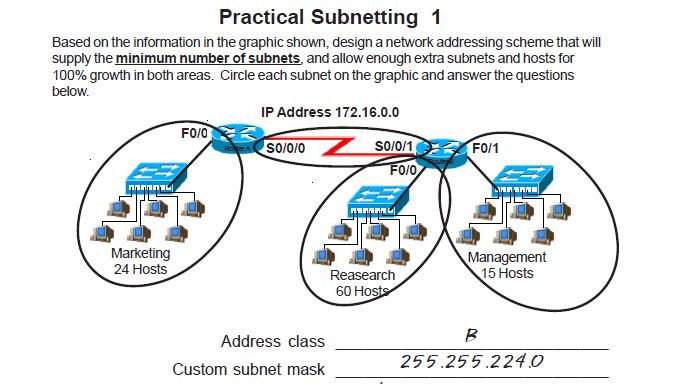 Practical Subnetting 1
Based on the information in the graphic shown, design a network addressing scheme that will
supply the minimum number of subnets, and allow enough extra subnets and hosts for
100% growth in both areas. Circle each subnet on the graphic and answer the questions
below.
IP Address 172.16.0.0
F0/0
Router A
S0/0/0
S0/0/1
Router B
F0/1
F0/0
Marketing
24 Hosts
Reasearch
60 Hosts
Management
15 Hosts
Address class B
Custom subnet mask 255.255.224.0